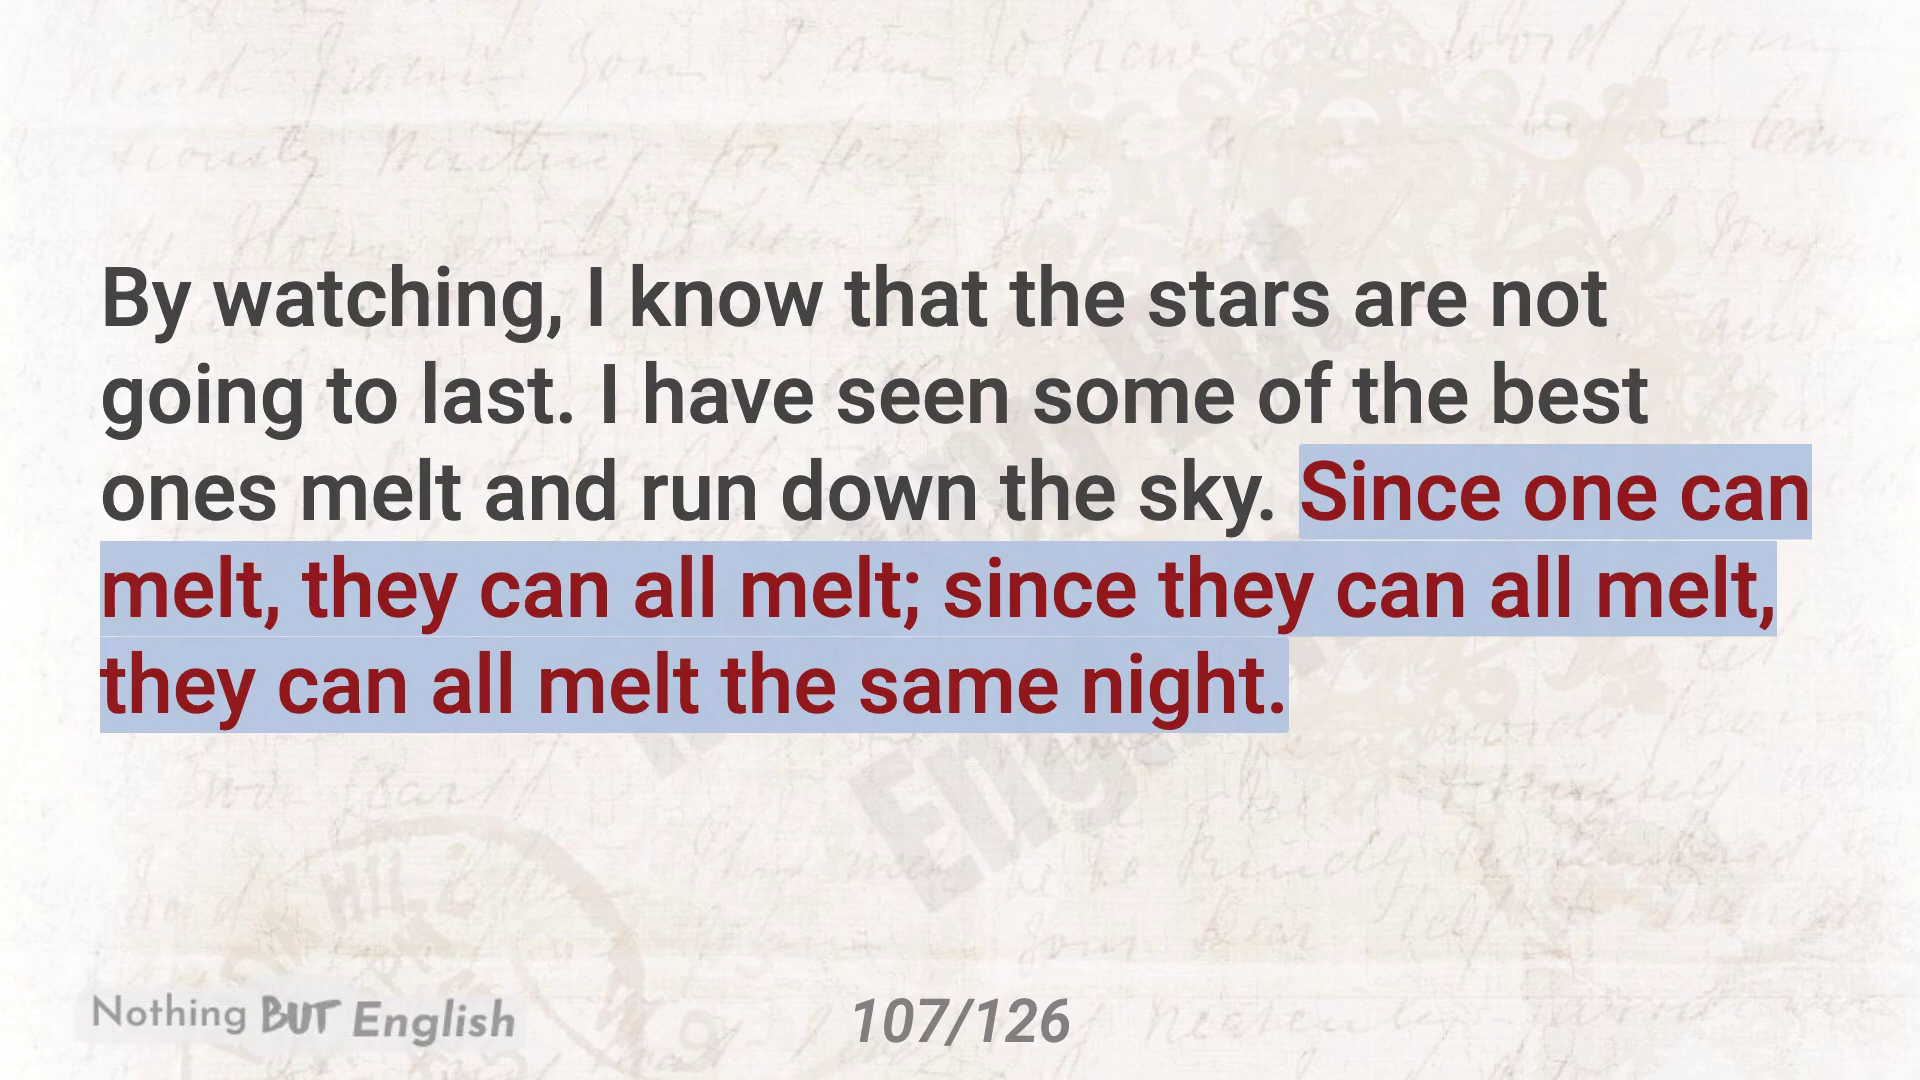 By watching, I know that the stars are not
going to last. I have seen some of the best
ones melt and run down the sky. Since one can
melt, they can all melt; since they can all melt,
they can all melt the same night.
Nothing BUT English
107/126